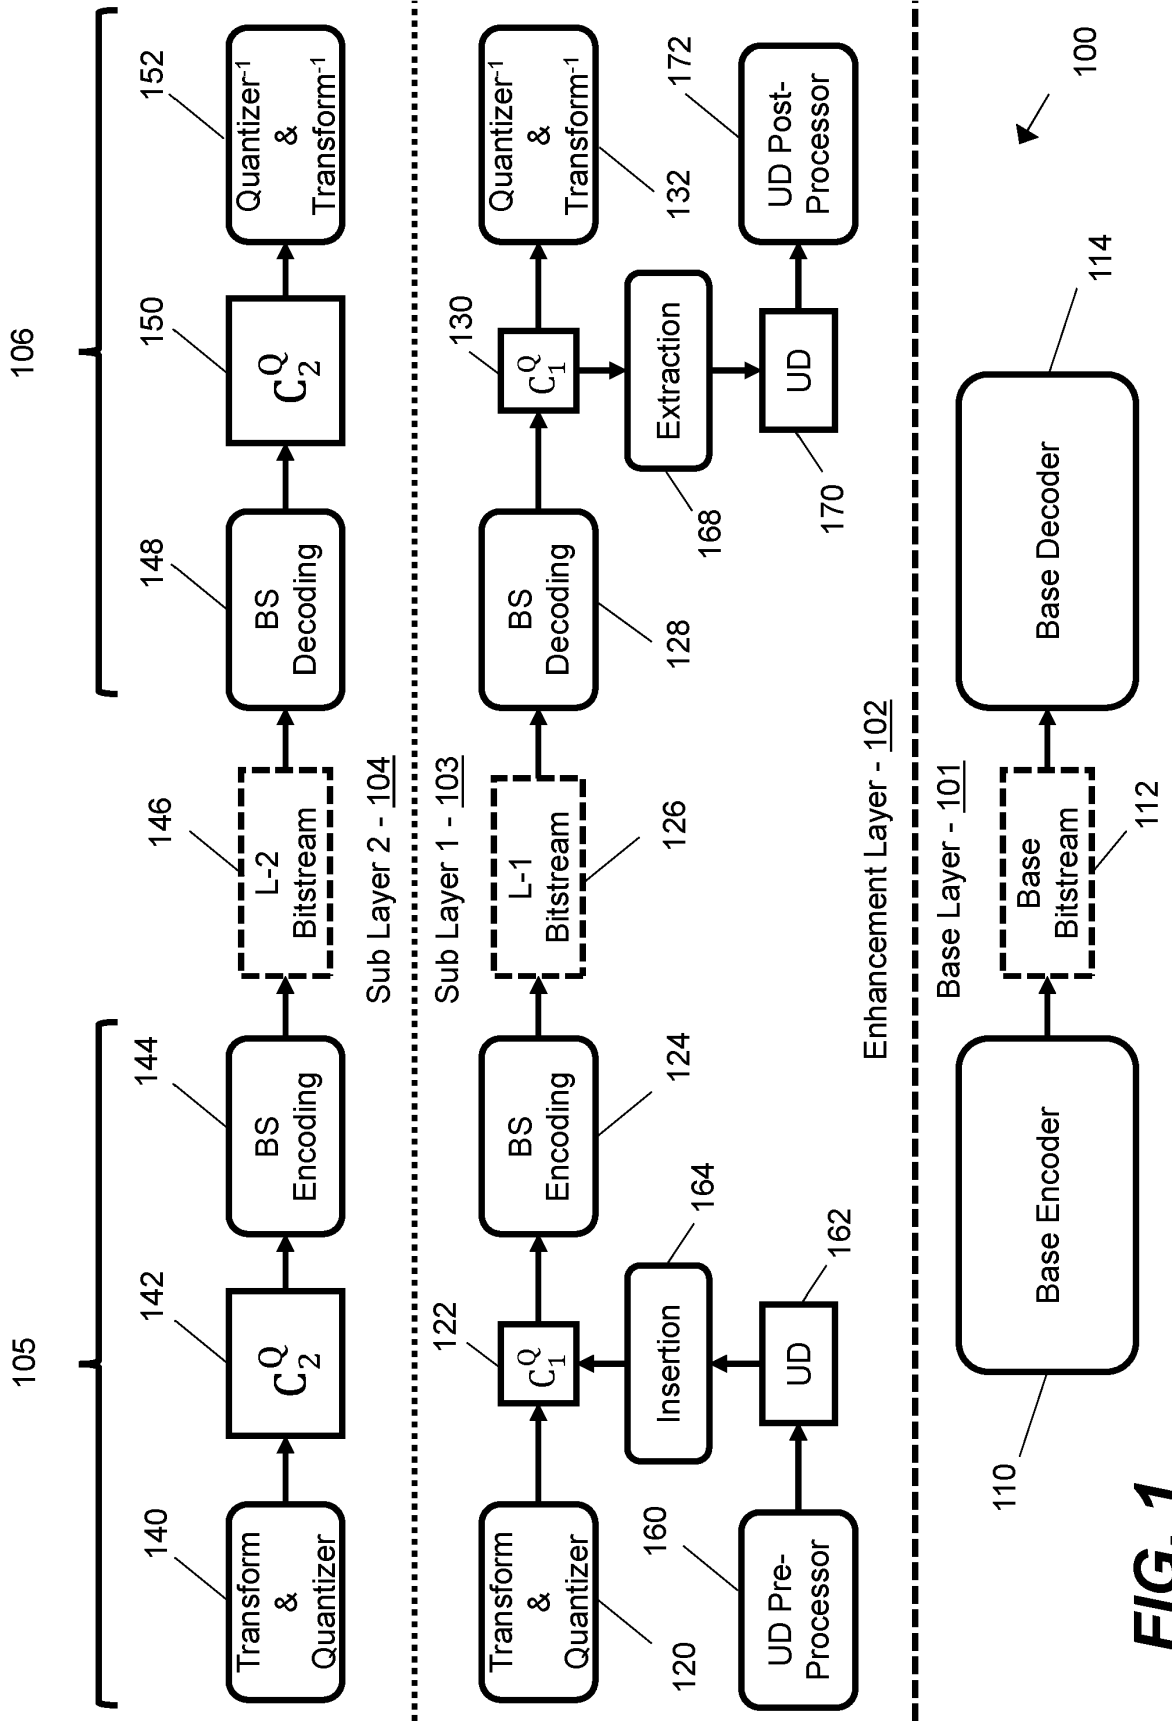 105
106
140
142
144
146
148
150
152
Transform
&
Quantizer
C₂^Q
BS
Encoding
L-2
Bitstream
BS
Decoding
C₂^Q
Quantizer⁻¹
&
Transform⁻¹
Sub Layer 2 - 104
Sub Layer 1 - 103
122
130
Transform
&
Quantizer
C₁^Q
BS
Encoding
L-1
Bitstream
BS
Decoding
C₁^Q
Quantizer⁻¹
&
Transform⁻¹
120
124
126
128
132
160
Insertion
164
168
Extraction
172
UD Pre-
Processor
UD
162
170
UD
UD Post-
Processor
Enhancement Layer - 102
Base Layer - 101
Base Encoder
Base
Bitstream
Base Decoder
110
112
114
100
FIG. 1